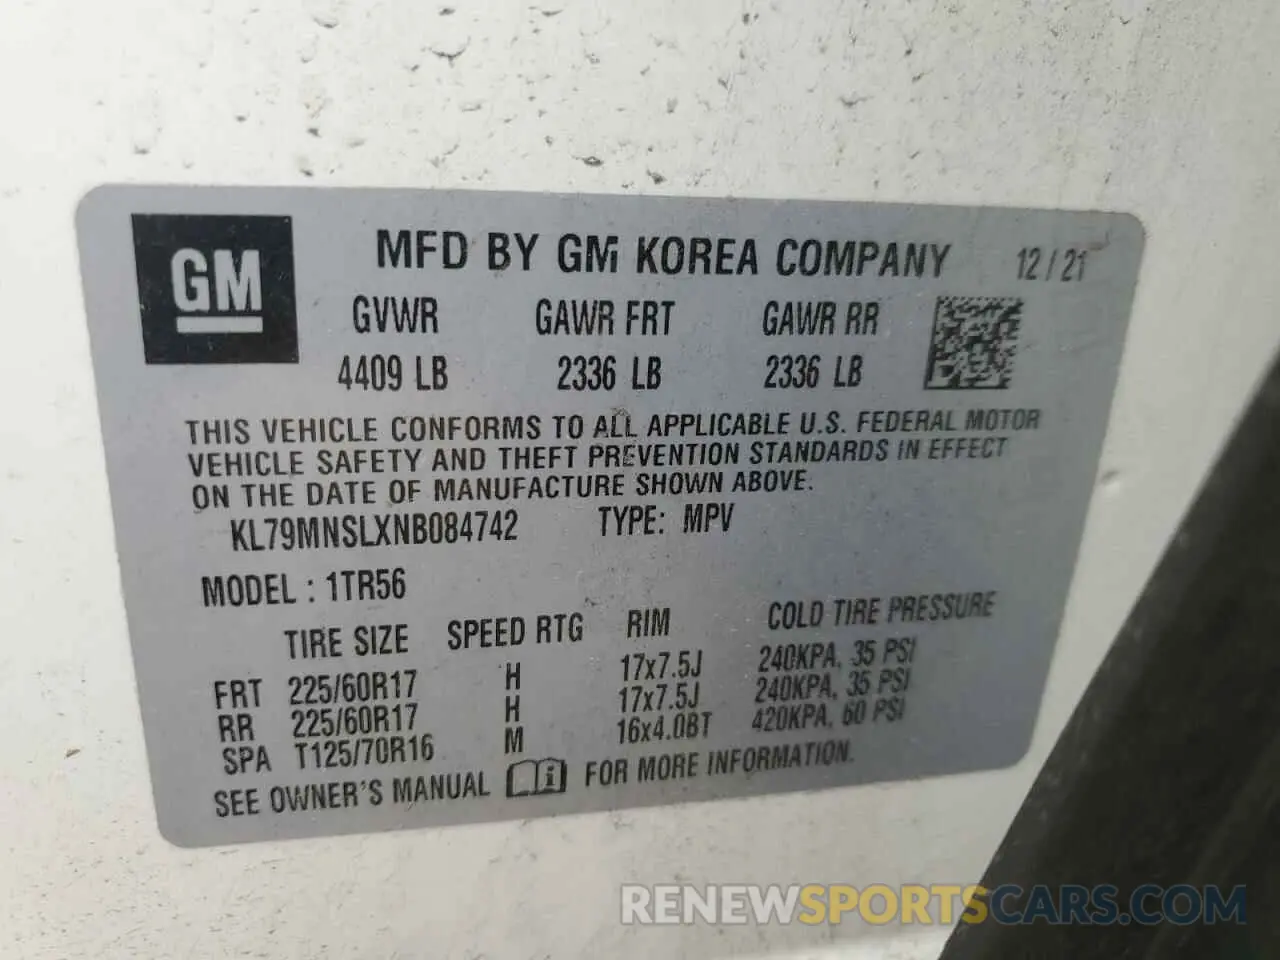 GM
MFD BY GM KOREA COMPANY 12/21
GVWR GAWR FRT GAWR RR
4409 LB 2336 LB 2336 LB
THIS VEHICLE CONFORMS TO ALL APPLICABLE U.S. FEDERAL MOTOR
VEHICLE SAFETY AND THEFT PREVENTION STANDARDS IN EFFECT
ON THE DATE OF MANUFACTURE SHOWN ABOVE.
KL79MNSLXNB084742 TYPE: MPV
MODEL : 1TR56
TIRE SIZE SPEED RTG RIM COLD TIRE PRESSURE
FRT 225/60R17 H 17x7.5J 240KPA, 35 PSI
RR 225/60R17 H 17x7.5J 240KPA, 35 PSI
SPA T125/70R16 M 16x4.0BT 420KPA, 60 PSI
SEE OWNER'S MANUAL i FOR MORE INFORMATION.
RENEWSPORTSCARS.COM